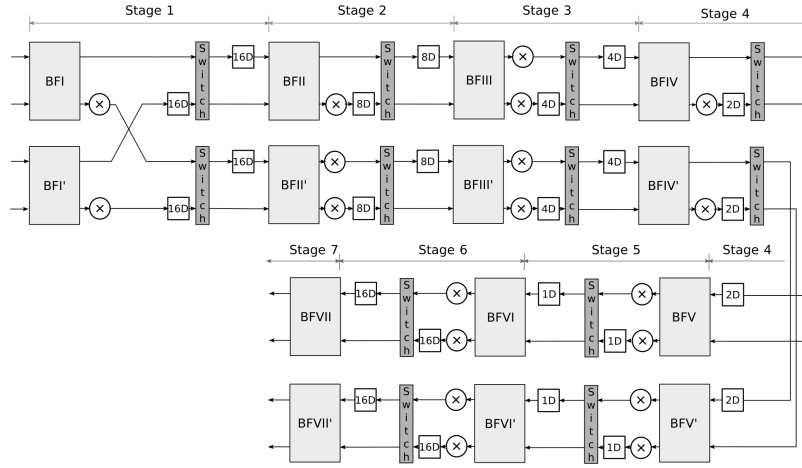 Stage 1 Stage 2 Stage 3 Stage 4
BFI Switch 16D BFII Switch 8D BFIII × Switch 4D BFIV Switch
× 16D × 8D × 4D × 2D
BFI' Switch 16D BFII' × Switch 8D BFIII' × Switch 4D BFIV' Switch
× 16D × 8D × 4D × 2D
Stage 7 Stage 6 Stage 5 Stage 4
BFVII 16D Switch × BFVI 1D Switch × BFV 2D
16D × 1D ×
BFVII' 16D Switch × BFVI' 1D Switch × BFV' 2D
16D × 1D ×